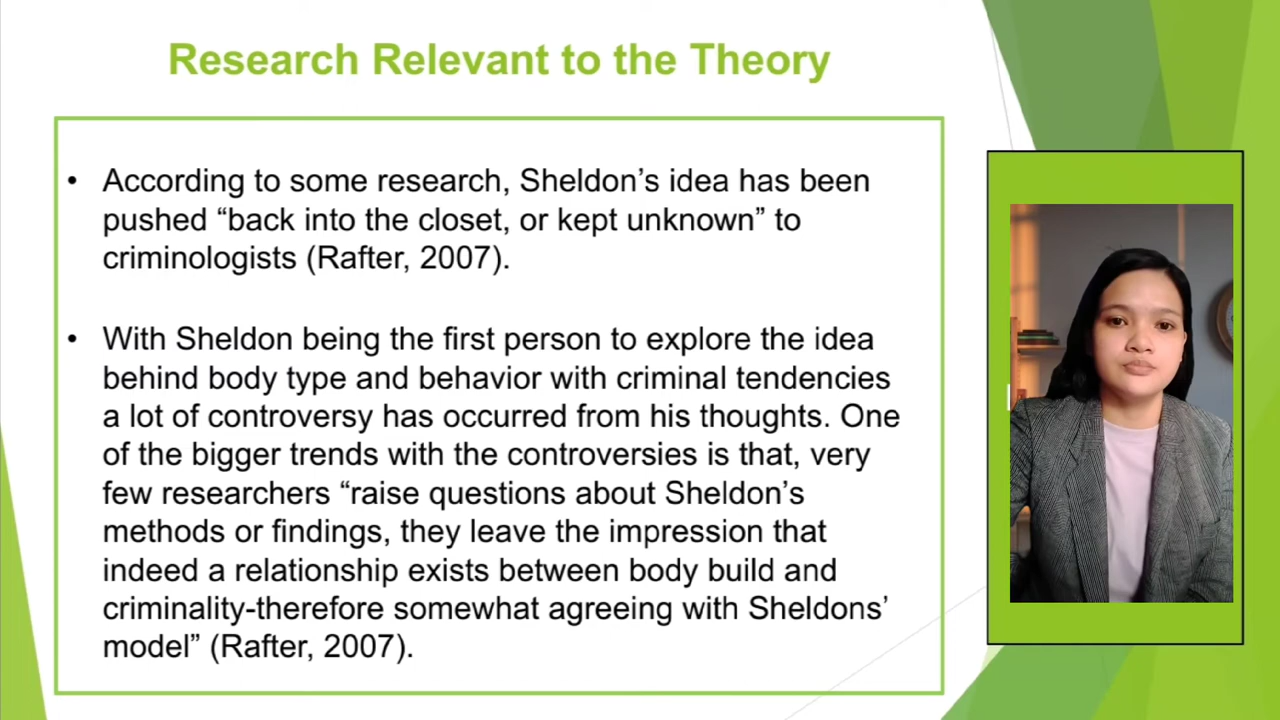 Research Relevant to the Theory
• According to some research, Sheldon’s idea has been
pushed “back into the closet, or kept unknown” to
criminologists (Rafter, 2007).
• With Sheldon being the first person to explore the idea
behind body type and behavior with criminal tendencies
a lot of controversy has occurred from his thoughts. One
of the bigger trends with the controversies is that, very
few researchers “raise questions about Sheldon’s
methods or findings, they leave the impression that
indeed a relationship exists between body build and
criminality-therefore somewhat agreeing with Sheldons’
model” (Rafter, 2007).